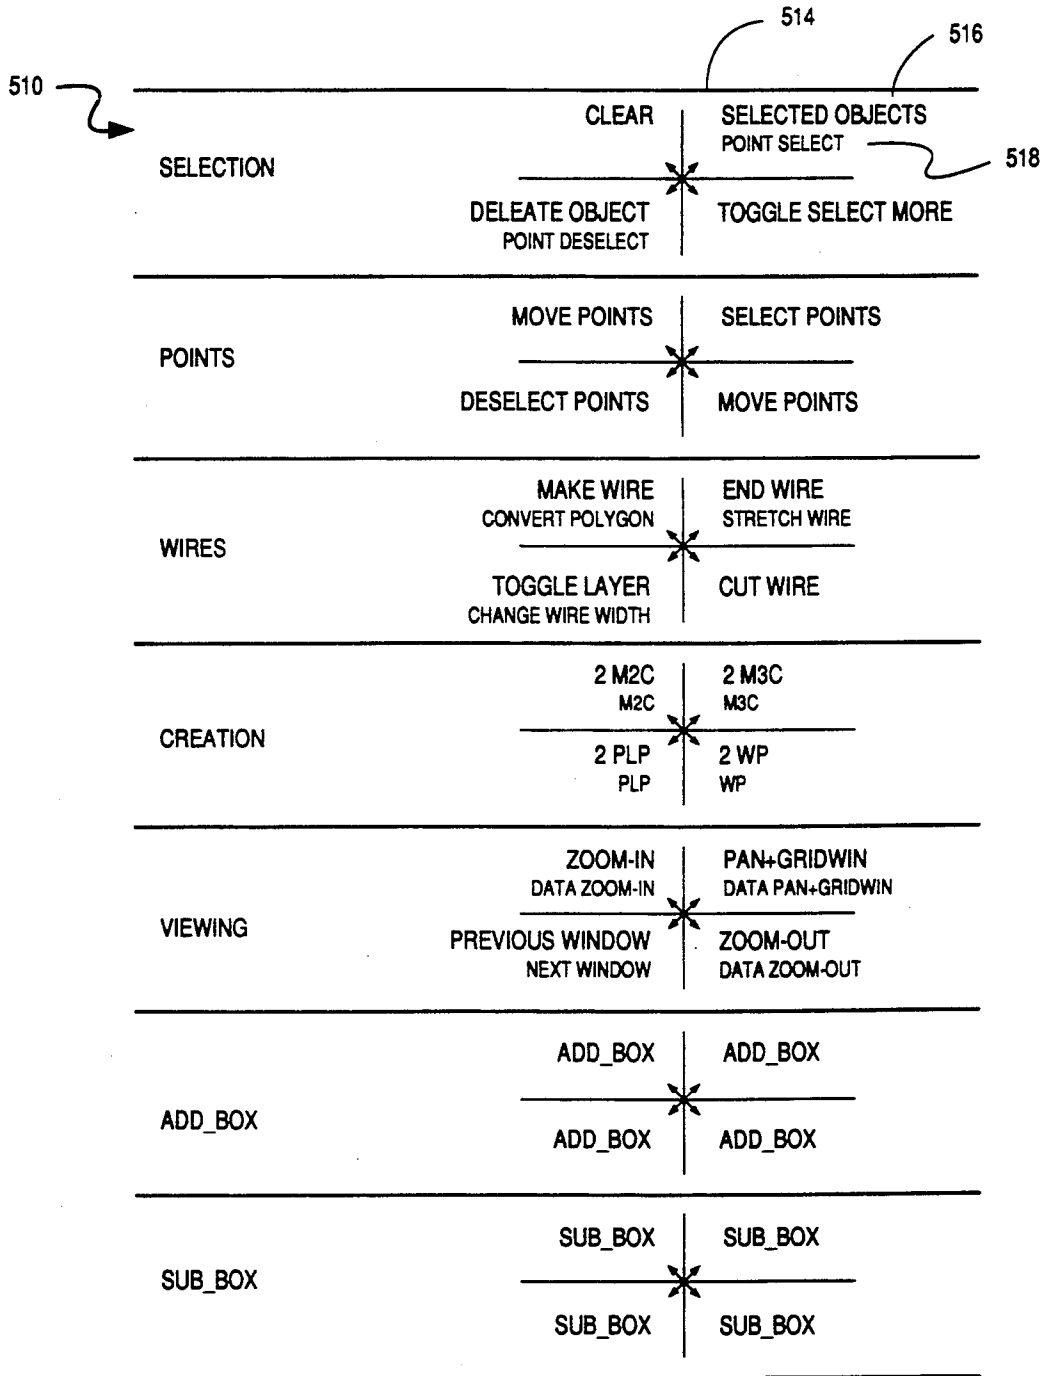 514
516
510
CLEAR SELECTED OBJECTS
POINT SELECT
518
SELECTION
DELEATE OBJECT TOGGLE SELECT MORE
POINT DESELECT
MOVE POINTS SELECT POINTS
POINTS
DESELECT POINTS MOVE POINTS
MAKE WIRE END WIRE
CONVERT POLYGON STRETCH WIRE
WIRES
TOGGLE LAYER CUT WIRE
CHANGE WIRE WIDTH
2 M2C 2 M3C
M2C M3C
CREATION
2 PLP 2 WP
PLP WP
ZOOM-IN PAN+GRIDWIN
DATA ZOOM-IN DATA PAN+GRIDWIN
VIEWING
PREVIOUS WINDOW ZOOM-OUT
NEXT WINDOW DATA ZOOM-OUT
ADD_BOX ADD_BOX
ADD_BOX
ADD_BOX ADD_BOX
SUB_BOX SUB_BOX
SUB_BOX
SUB_BOX SUB_BOX